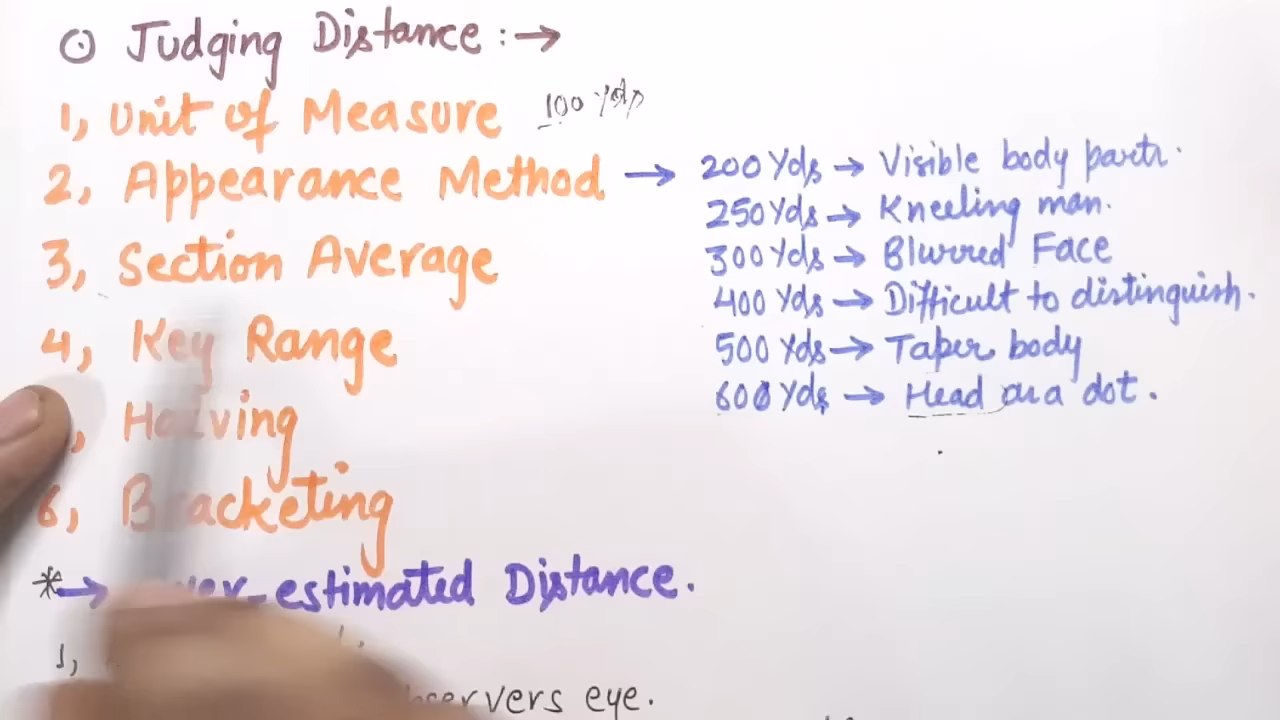 ⊙ Judging Distance :→
1, Unit of Measure 100 Yds
2, Appearance Method → 200 Yds → Visible body parts.
250 Yds → Kneeling man.
3, Section Average
300 Yds → Blurred Face
400 Yds → Difficult to distinguish.
4, Key Range
500 Yds → Taper body
600 Yds → Head as a dot.
, Halving
6, Bracketing
*→ -estimated Distance.
1,
observers eye.